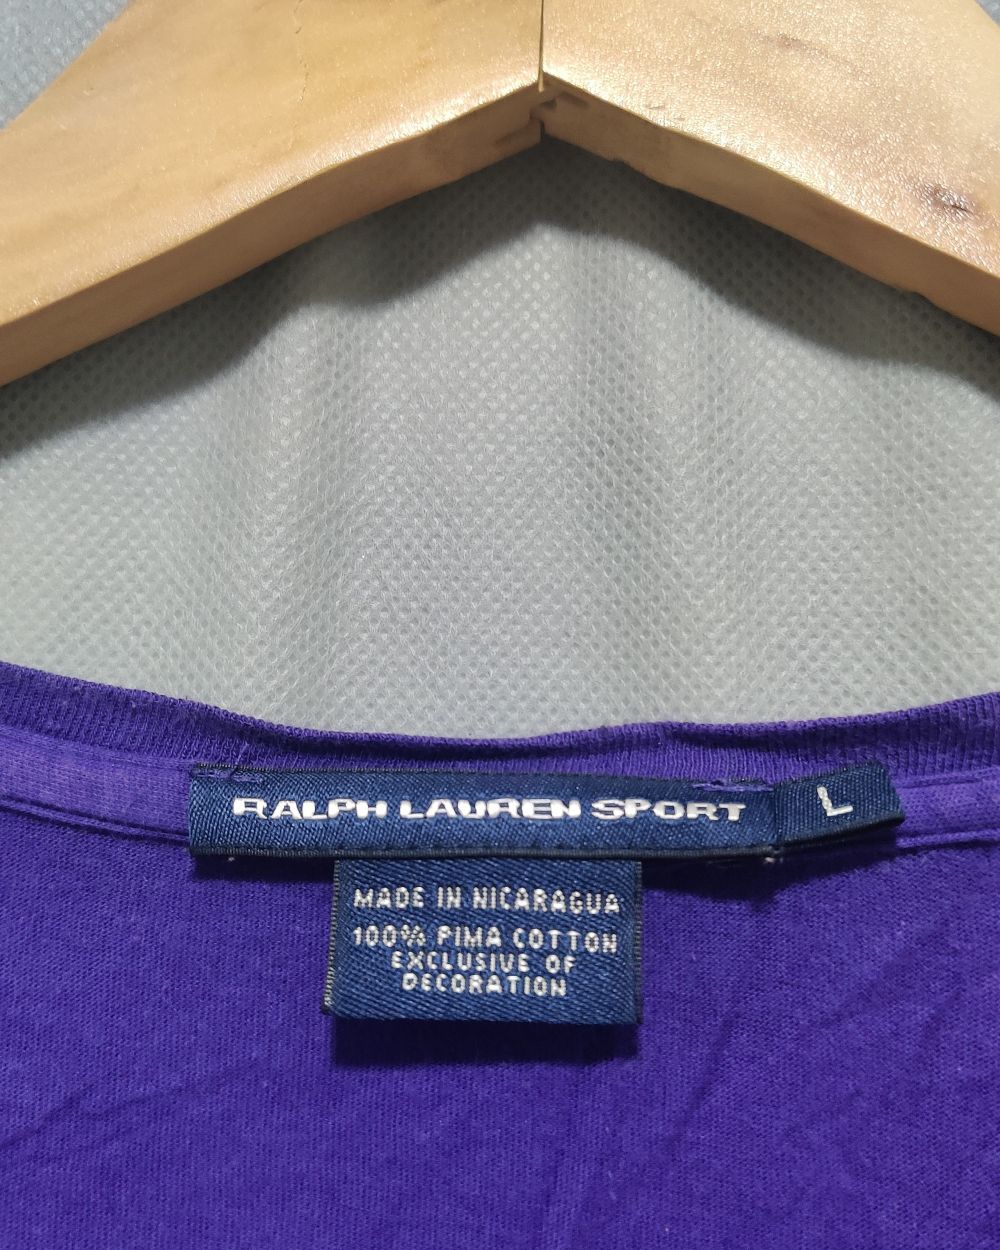 RALPH LAUREN SPORT
L
MADE IN NICARAGUA
100% PIMA COTTON
EXCLUSIVE OF
DECORATION